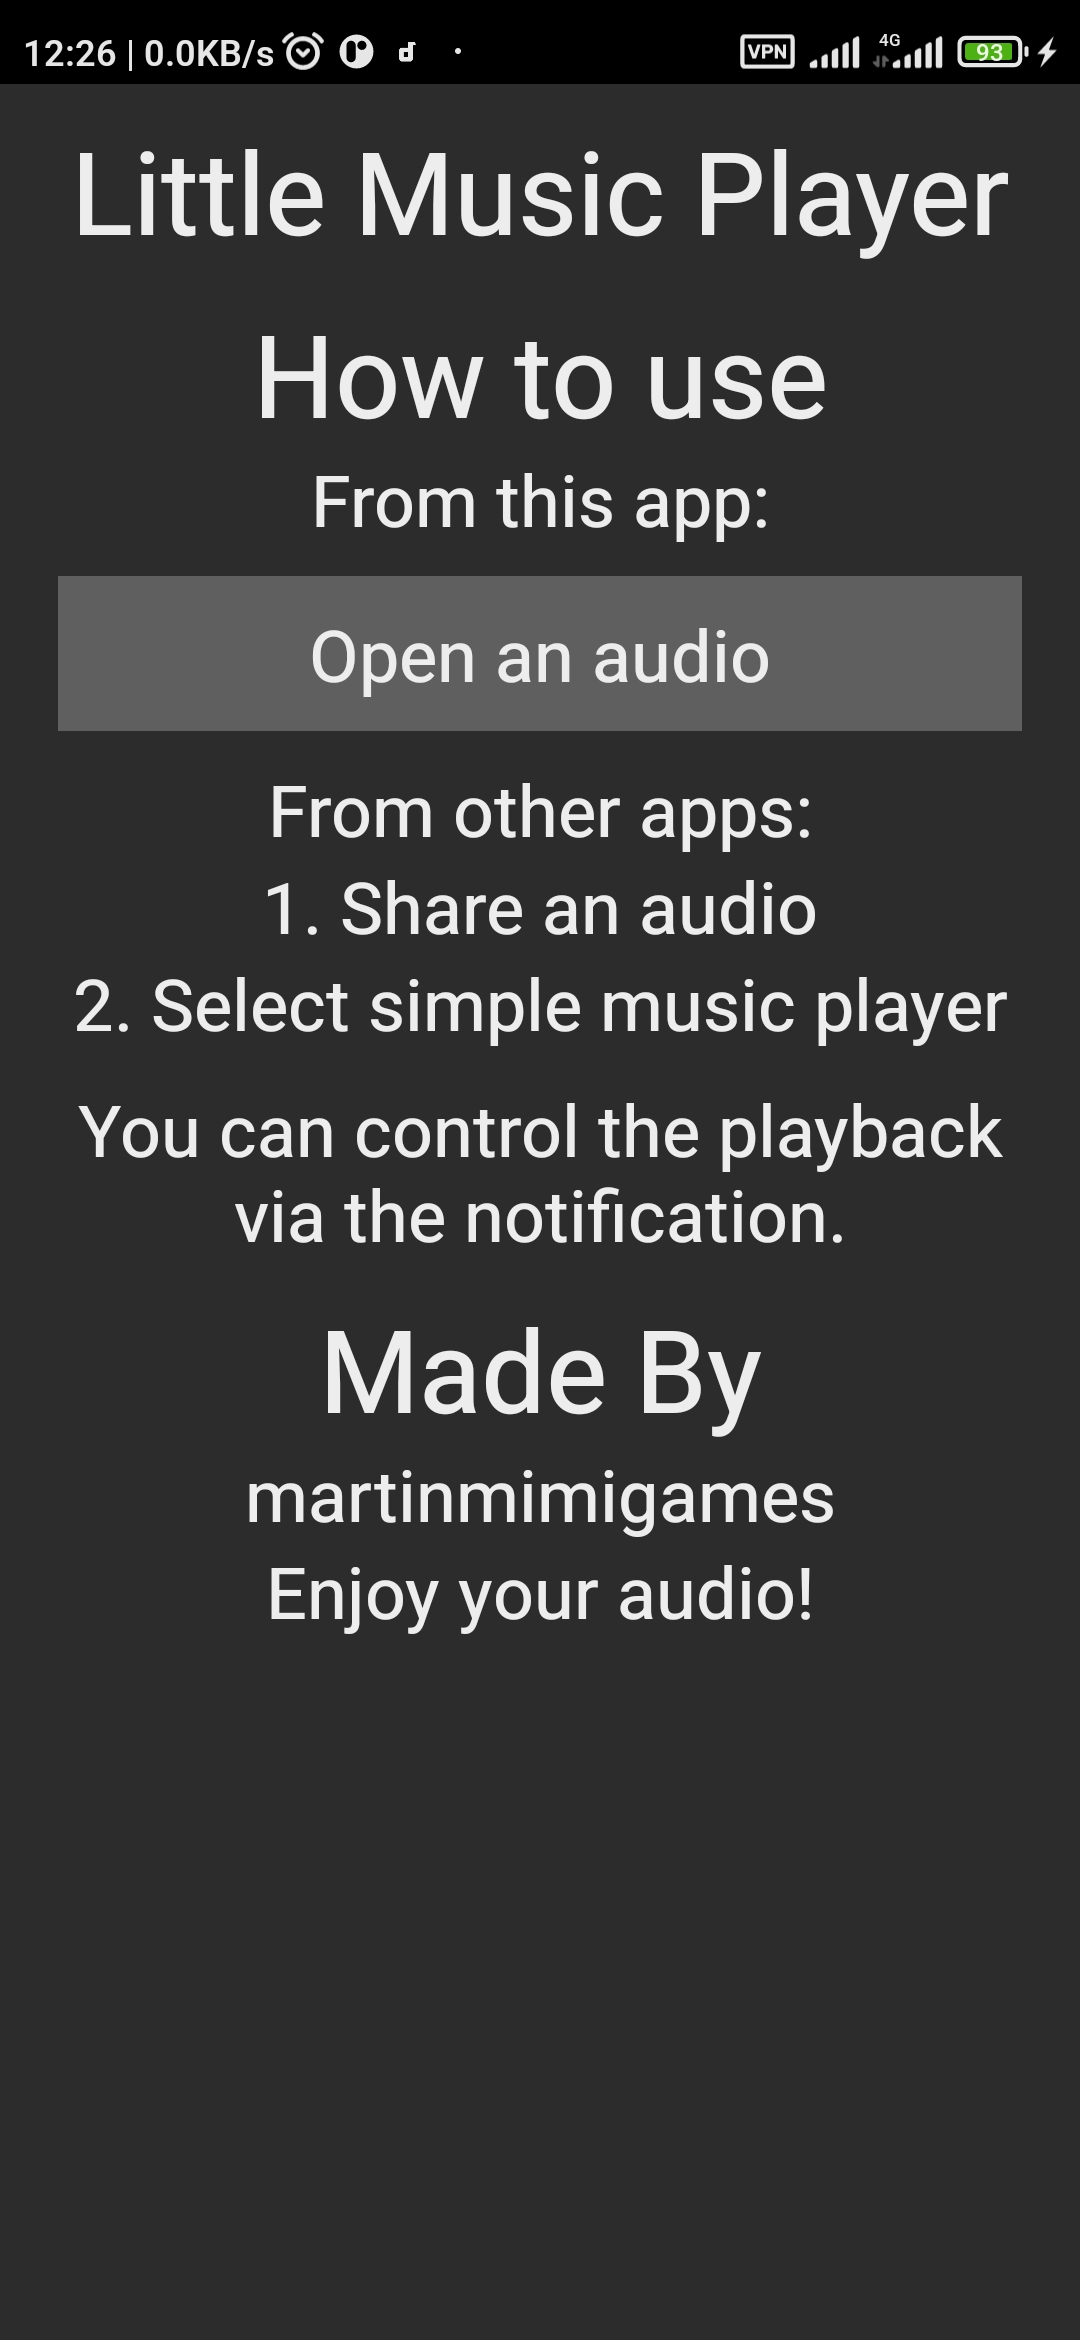 12:26 | 0.0KB/s VPN 4G 93
Little Music Player
How to use
From this app:
Open an audio
From other apps:
1. Share an audio
2. Select simple music player
You can control the playback
via the notification.
Made By
martinmimigames
Enjoy your audio!